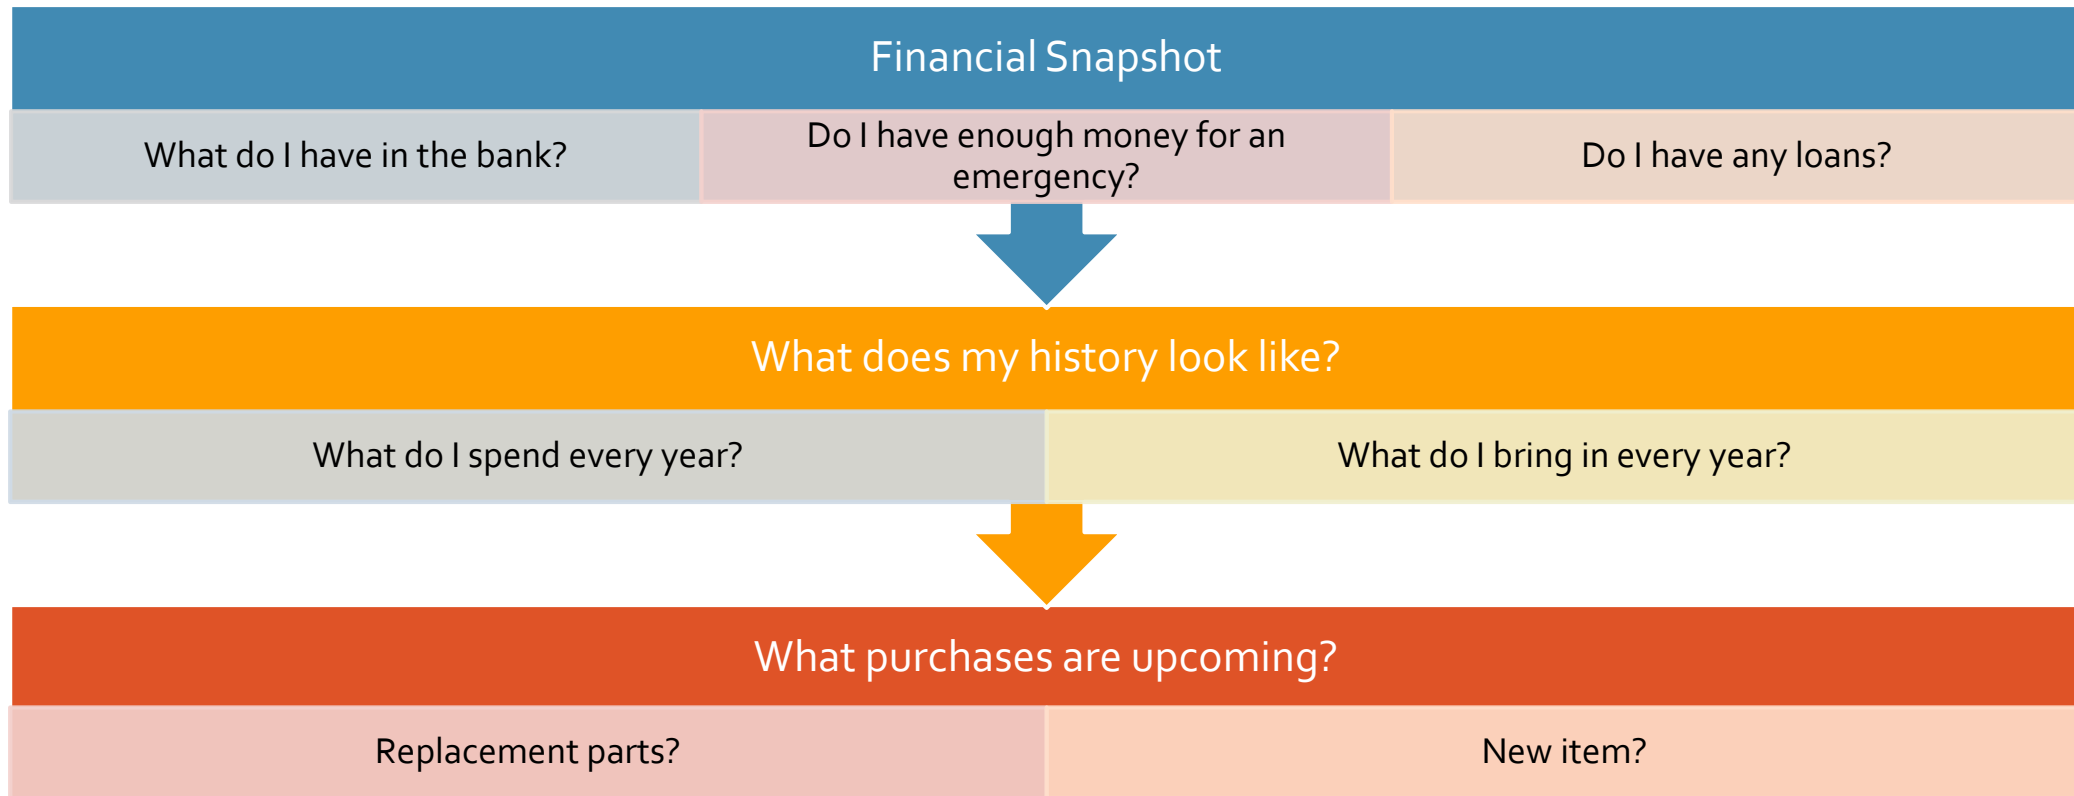 Financial Snapshot
What do I have in the bank?
Do I have enough money for an
emergency?
Do I have any loans?
What does my history look like?
What do I spend every year?
What do I bring in every year?
What purchases are upcoming?
Replacement parts?
New item?